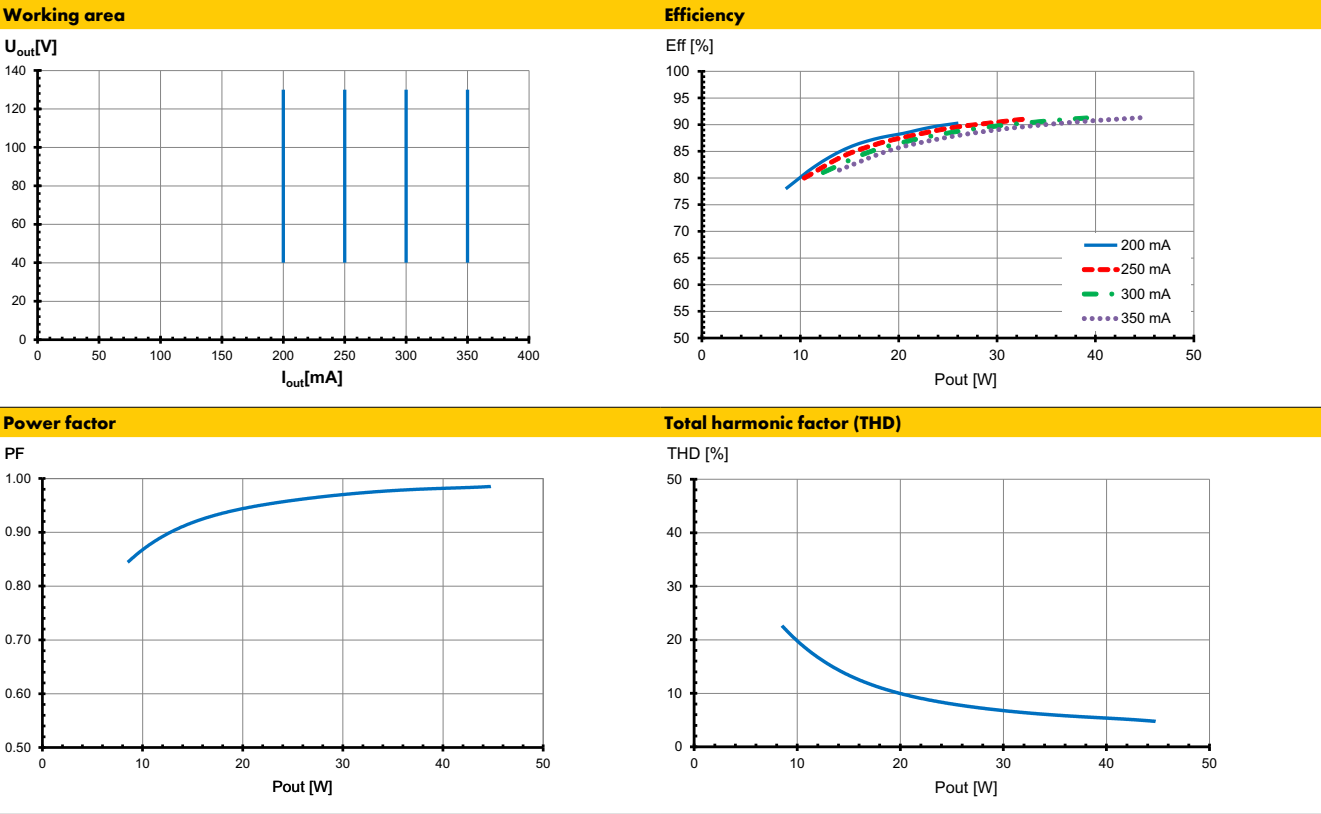 Working area
Efficiency
Uout[V]
140
120
100
80
60
40
20
0
0 50 100 150 200 250 300 350 400
Iout[mA]
Eff [%]
100
95
90
85
80
75
70
65
60
55
50
200 mA
250 mA
300 mA
350 mA
0 10 20 30 40 50
Pout [W]
Power factor
Total harmonic factor (THD)
PF
1.00
0.90
0.80
0.70
0.60
0.50
0 10 20 30 40 50
Pout [W]
THD [%]
50
40
30
20
10
0
0 10 20 30 40 50
Pout [W]